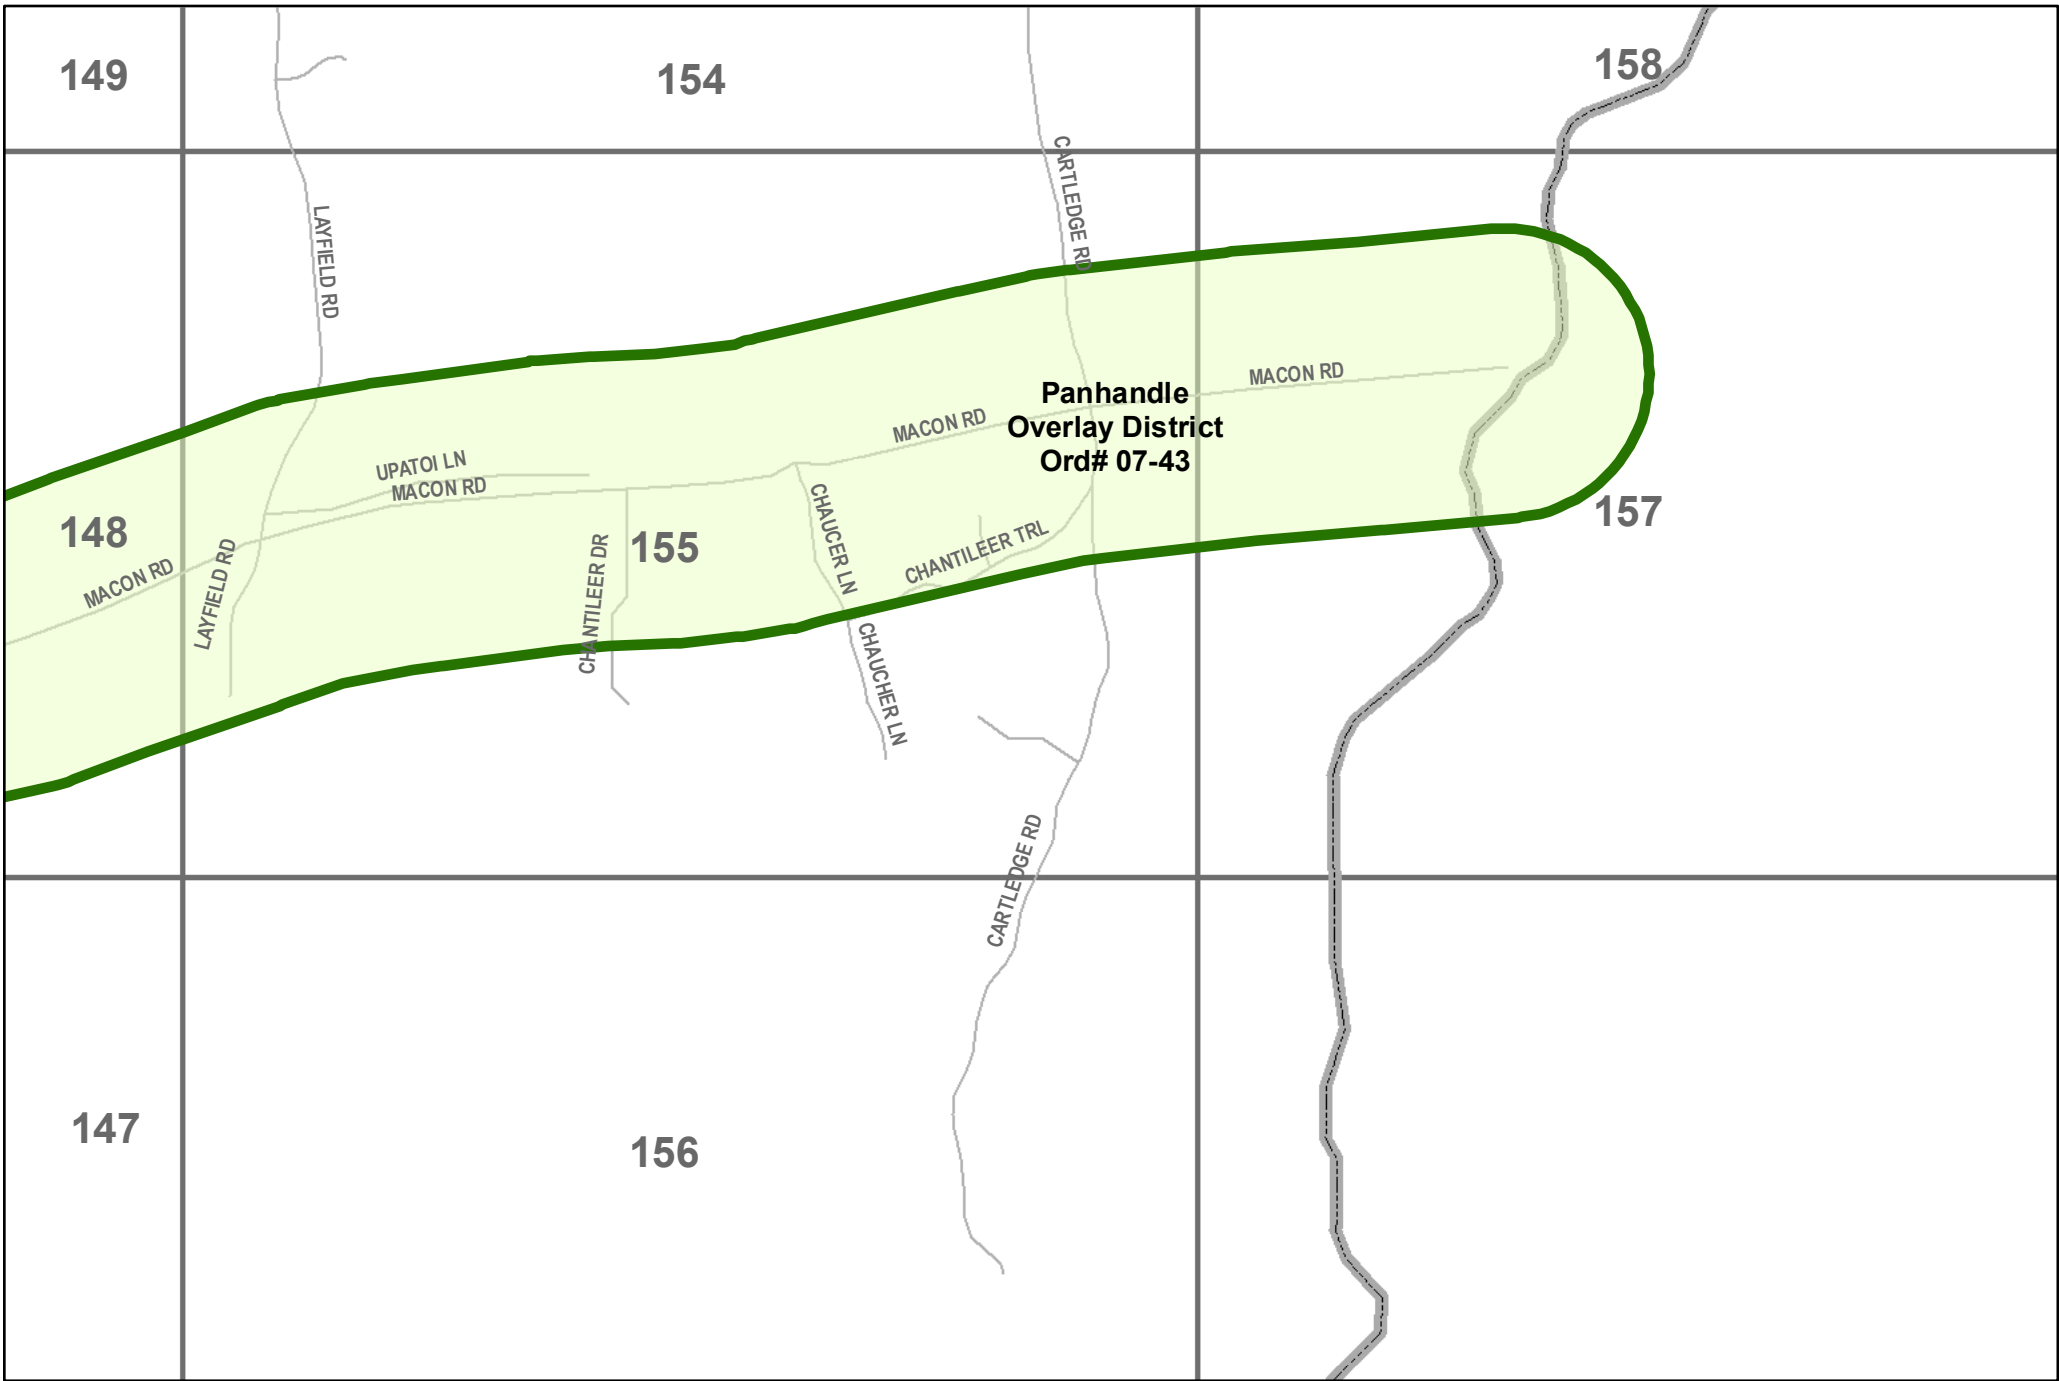 149
154
158
CARTLEDGE RD
LAYFIELD RD
MACON RD
Panhandle
Overlay District
Ord# 07-43
MACON RD
UPATOI LN
MACON RD
148
155
157
CHAUCER LN
CHANTILEER TRL
CHANTILEER DR
MACON RD
LAYFIELD RD
CHAUCHER LN
CARTLEDGE RD
147
156